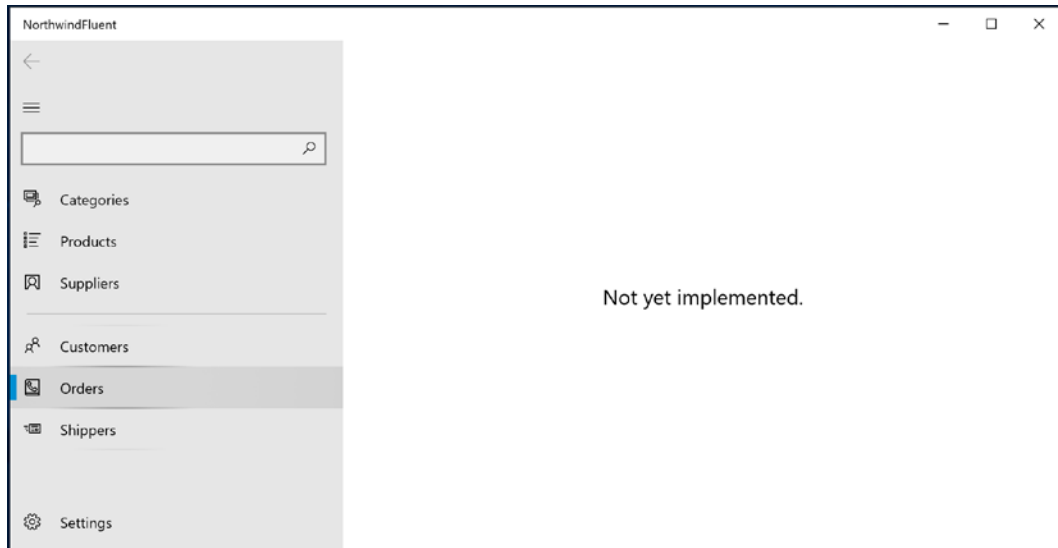 NorthwindFluent
Categories
Products
Suppliers
Not yet implemented.
Customers
Orders
Shippers
Settings